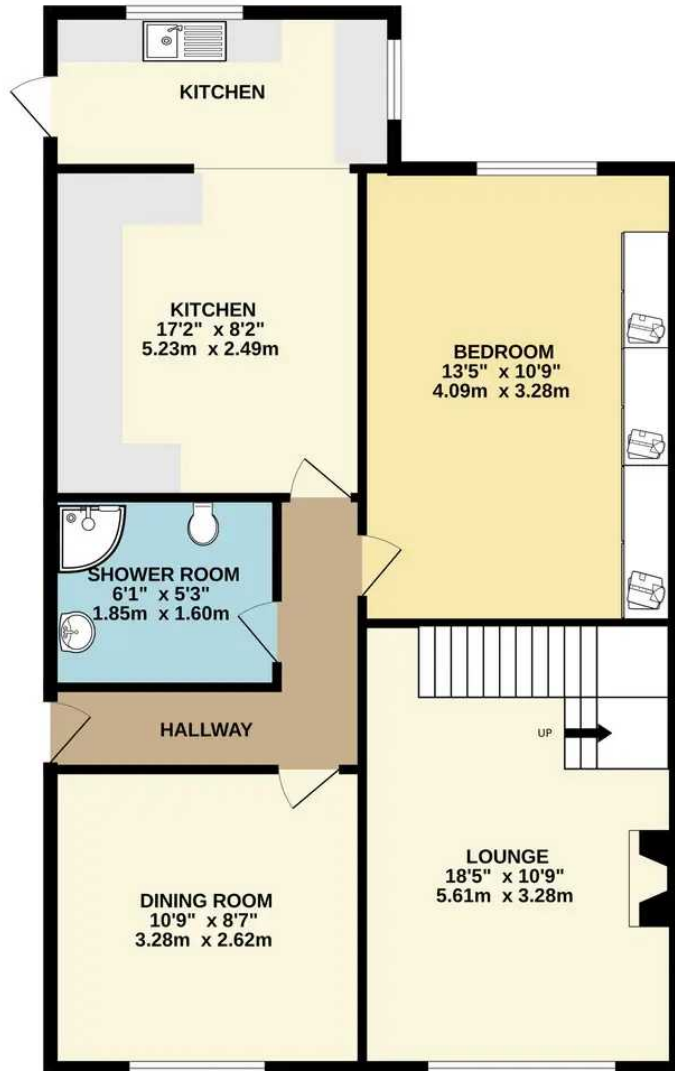 KITCHEN
KITCHEN
17'2" x 8'2"
5.23m x 2.49m
BEDROOM
13'5" x 10'9"
4.09m x 3.28m
SHOWER ROOM
6'1" x 5'3"
1.85m x 1.60m
HALLWAY
UP
LOUNGE
18'5" x 10'9"
5.61m x 3.28m
DINING ROOM
10'9" x 8'7"
3.28m x 2.62m